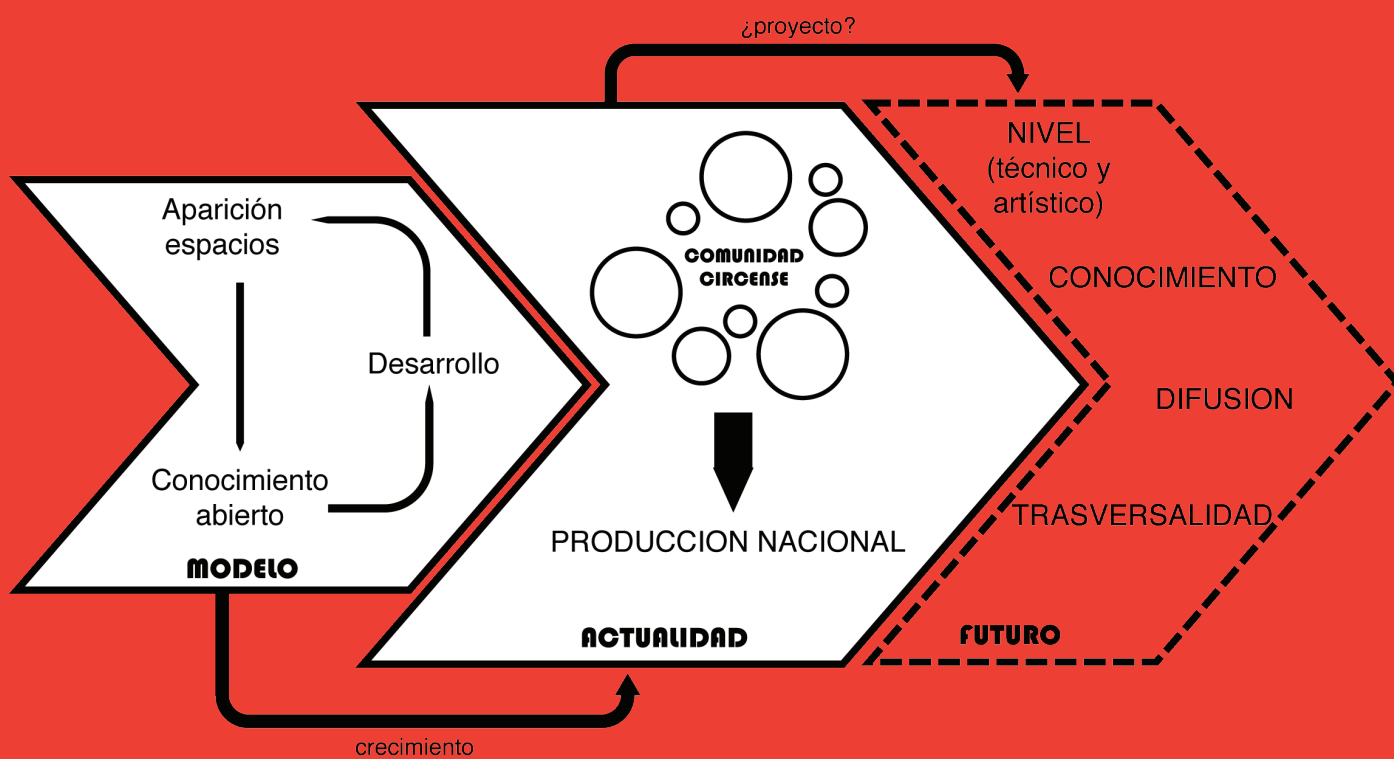 ¿proyecto?
Aparición
espacios
Desarrollo
Conocimiento
abierto
MODELO
crecimiento
COMUNIDAD
CIRCENSE
PRODUCCION NACIONAL
ACTUALIDAD
NIVEL
(técnico y
artístico)
CONOCIMIENTO
DIFUSION
TRASVERSALIDAD
FUTURO